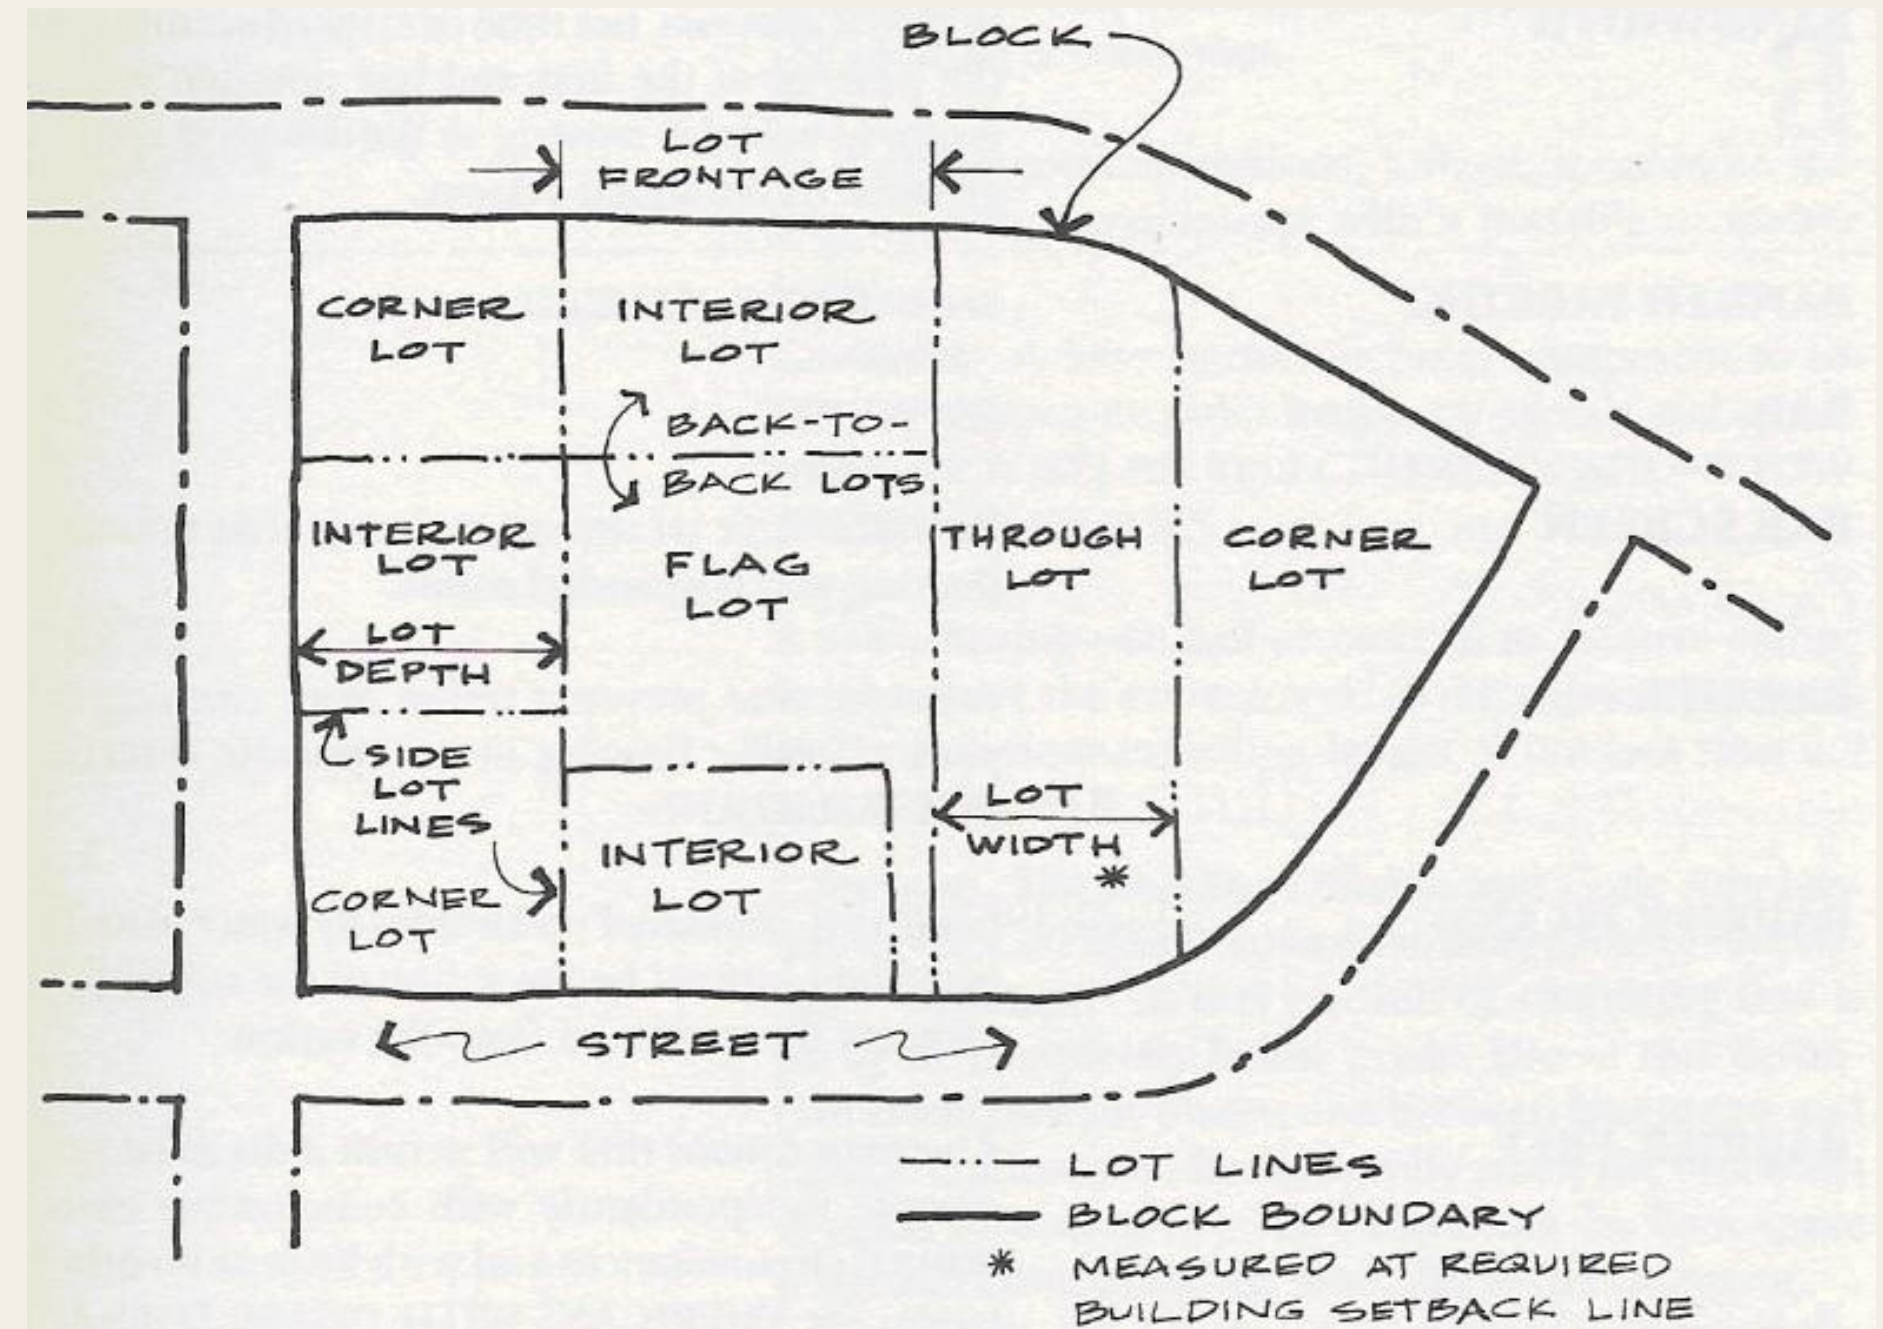 BLOCK
LOT
FRONTAGE
CORNER
LOT
INTERIOR
LOT
BACK-TO-
BACK LOTS
INTERIOR
LOT
FLAG
LOT
THROUGH
LOT
CORNER
LOT
LOT
DEPTH
SIDE
LOT
LINES
LOT
WIDTH
*
INTERIOR
LOT
CORNER
LOT
STREET
LOT LINES
BLOCK BOUNDARY
* MEASURED AT REQUIRED
BUILDING SETBACK LINE